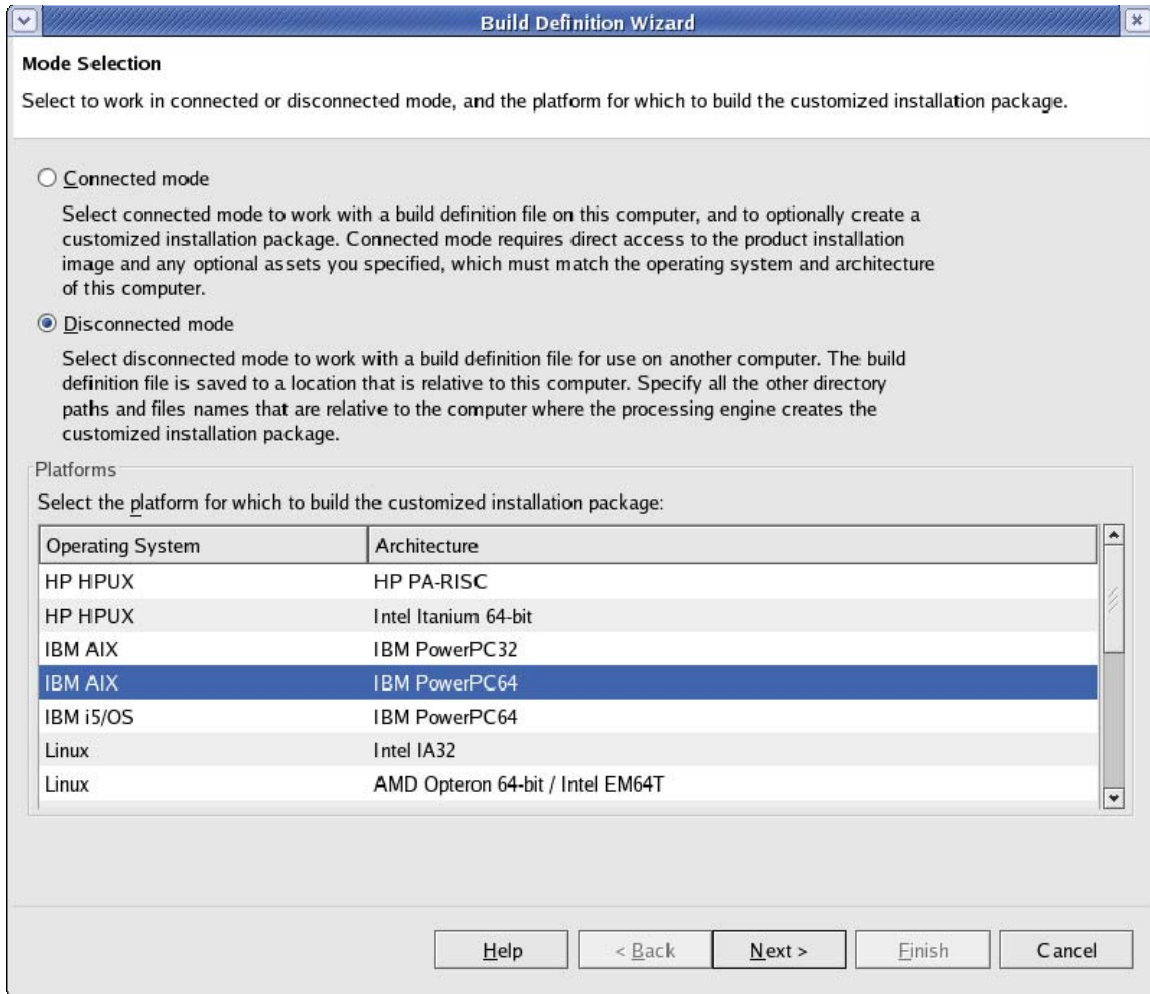 Build Definition Wizard
Mode Selection
Select to work in connected or disconnected mode, and the platform for which to build the customized installation package.
Connected mode
Select connected mode to work with a build definition file on this computer, and to optionally create a
customized installation package. Connected mode requires direct access to the product installation
image and any optional assets you specified, which must match the operating system and architecture
of this computer.
Disconnected mode
Select disconnected mode to work with a build definition file for use on another computer. The build
definition file is saved to a location that is relative to this computer. Specify all the other directory
paths and files names that are relative to the computer where the processing engine creates the
customized installation package.
Platforms
Select the platform for which to build the customized installation package:
Operating System Architecture
HP HPUX HP PA-RISC
HP HPUX Intel Itanium 64-bit
IBM AIX IBM PowerPC32
IBM AIX IBM PowerPC64
IBM i5/OS IBM PowerPC64
Linux Intel IA32
Linux AMD Opteron 64-bit / Intel EM64T
Help < Back Next > Finish Cancel